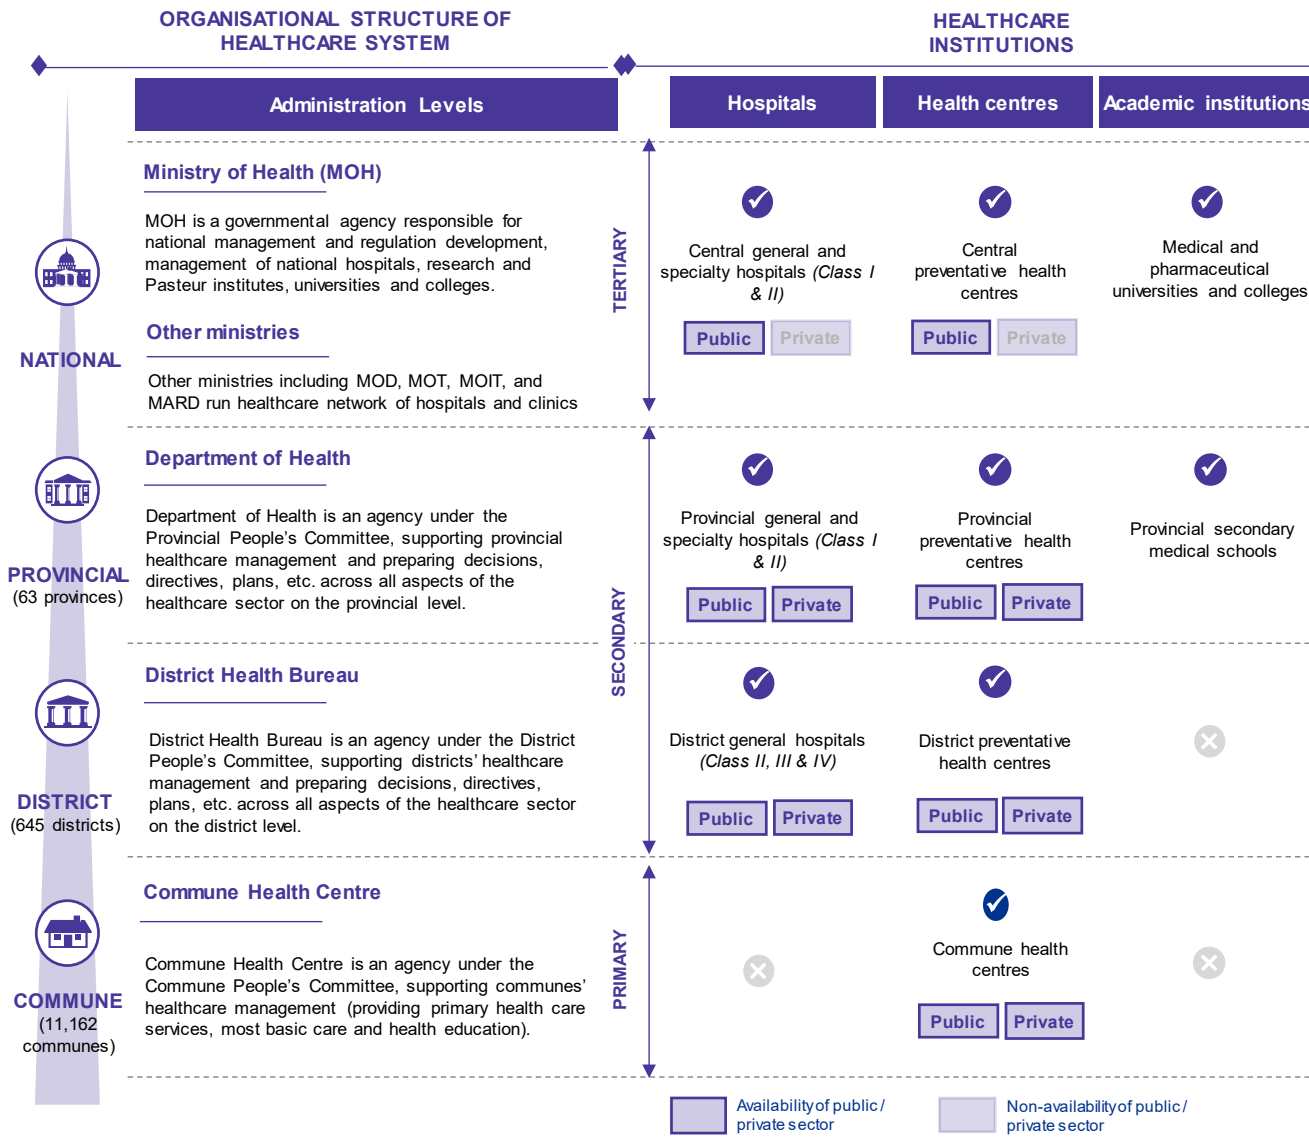 ORGANISATIONAL STRUCTURE OF
HEALTHCARE SYSTEM
HEALTHCARE
INSTITUTIONS
Administration Levels
Hospitals
Health centres
Academic institutions
NATIONAL
Ministry of Health (MOH)
MOH is a governmental agency responsible for
national management and regulation development,
management of national hospitals, research and
Pasteur institutes, universities and colleges.
Other ministries
Other ministries including MOD, MOT, MOIT, and
MARD run healthcare network of hospitals and clinics
TERTIARY
Central general and
specialty hospitals (Class I
& II)
Public
Private
Central
preventative health
centres
Public
Private
Medical and
pharmaceutical
universities and colleges
PROVINCIAL
(63 provinces)
Department of Health
Department of Health is an agency under the
Provincial People's Committee, supporting provincial
healthcare management and preparing decisions,
directives, plans, etc. across all aspects of the
healthcare sector on the provincial level.
SECONDARY
Provincial general and
specialty hospitals (Class I
& II)
Public
Private
Provincial
preventative health
centres
Public
Private
Provincial secondary
medical schools
DISTRICT
(645 districts)
District Health Bureau
District Health Bureau is an agency under the District
People's Committee, supporting districts' healthcare
management and preparing decisions, directives,
plans, etc. across all aspects of the healthcare sector
on the district level.
District general hospitals
(Class II, III & IV)
Public
Private
District preventative
health centres
Public
Private
COMMUNE
(11,162
communes)
Commune Health Centre
Commune Health Centre is an agency under the
Commune People's Committee, supporting communes'
healthcare management (providing primary health care
services, most basic care and health education).
PRIMARY
Commune health
centres
Public
Private
Availability of public /
private sector
Non-availability of public /
private sector